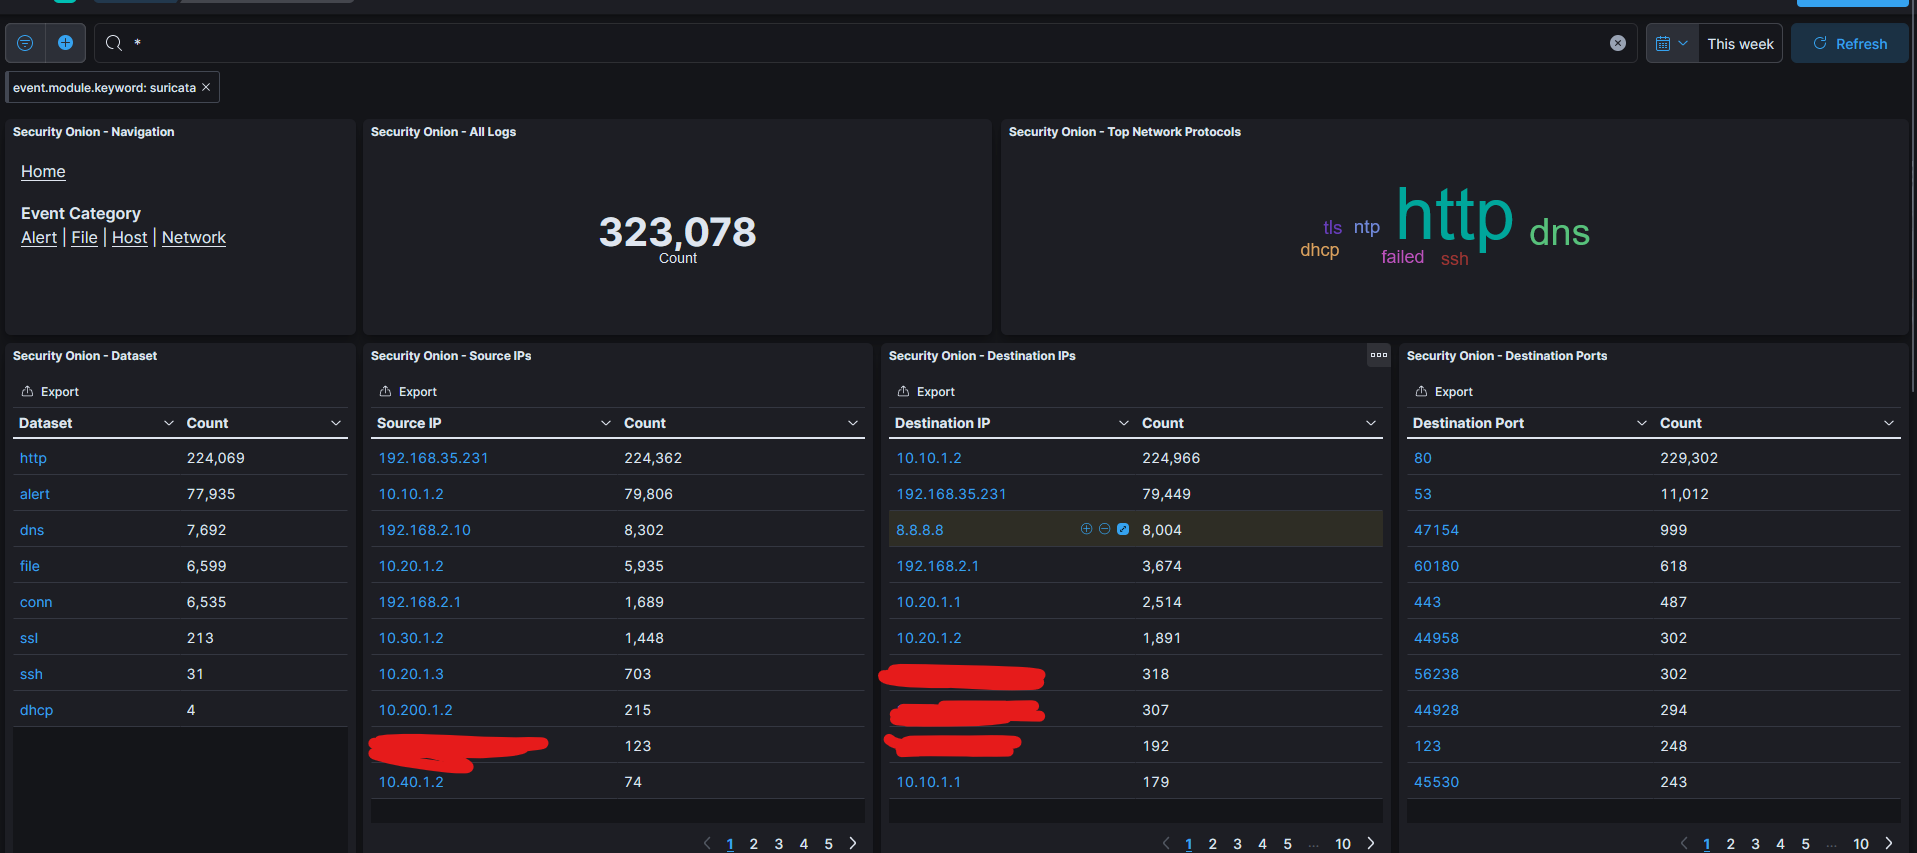 *
This week
Refresh
event.module.keyword: suricata ×
Security Onion - Navigation
Home
Event Category
Alert | File | Host | Network
Security Onion - All Logs
323,078
Count
Security Onion - Top Network Protocols
tls ntp http dns
dhcp failed ssh
Security Onion - Dataset
Export
Dataset Count
http 224,069
alert 77,935
dns 7,692
file 6,599
conn 6,535
ssl 213
ssh 31
dhcp 4
Security Onion - Source IPs
Export
Source IP Count
192.168.35.231 224,362
10.10.1.2 79,806
192.168.2.10 8,302
10.20.1.2 5,935
192.168.2.1 1,689
10.30.1.2 1,448
10.20.1.3 703
10.200.1.2 215
123
10.40.1.2 74
1 2 3 4 5
Security Onion - Destination IPs
Export
Destination IP Count
10.10.1.2 224,966
192.168.35.231 79,449
8.8.8.8 8,004
192.168.2.1 3,674
10.20.1.1 2,514
10.20.1.2 1,891
318
307
192
10.10.1.1 179
1 2 3 4 5 ... 10
Security Onion - Destination Ports
Export
Destination Port Count
80 229,302
53 11,012
47154 999
60180 618
443 487
44958 302
56238 302
44928 294
123 248
45530 243
1 2 3 4 5 ... 10